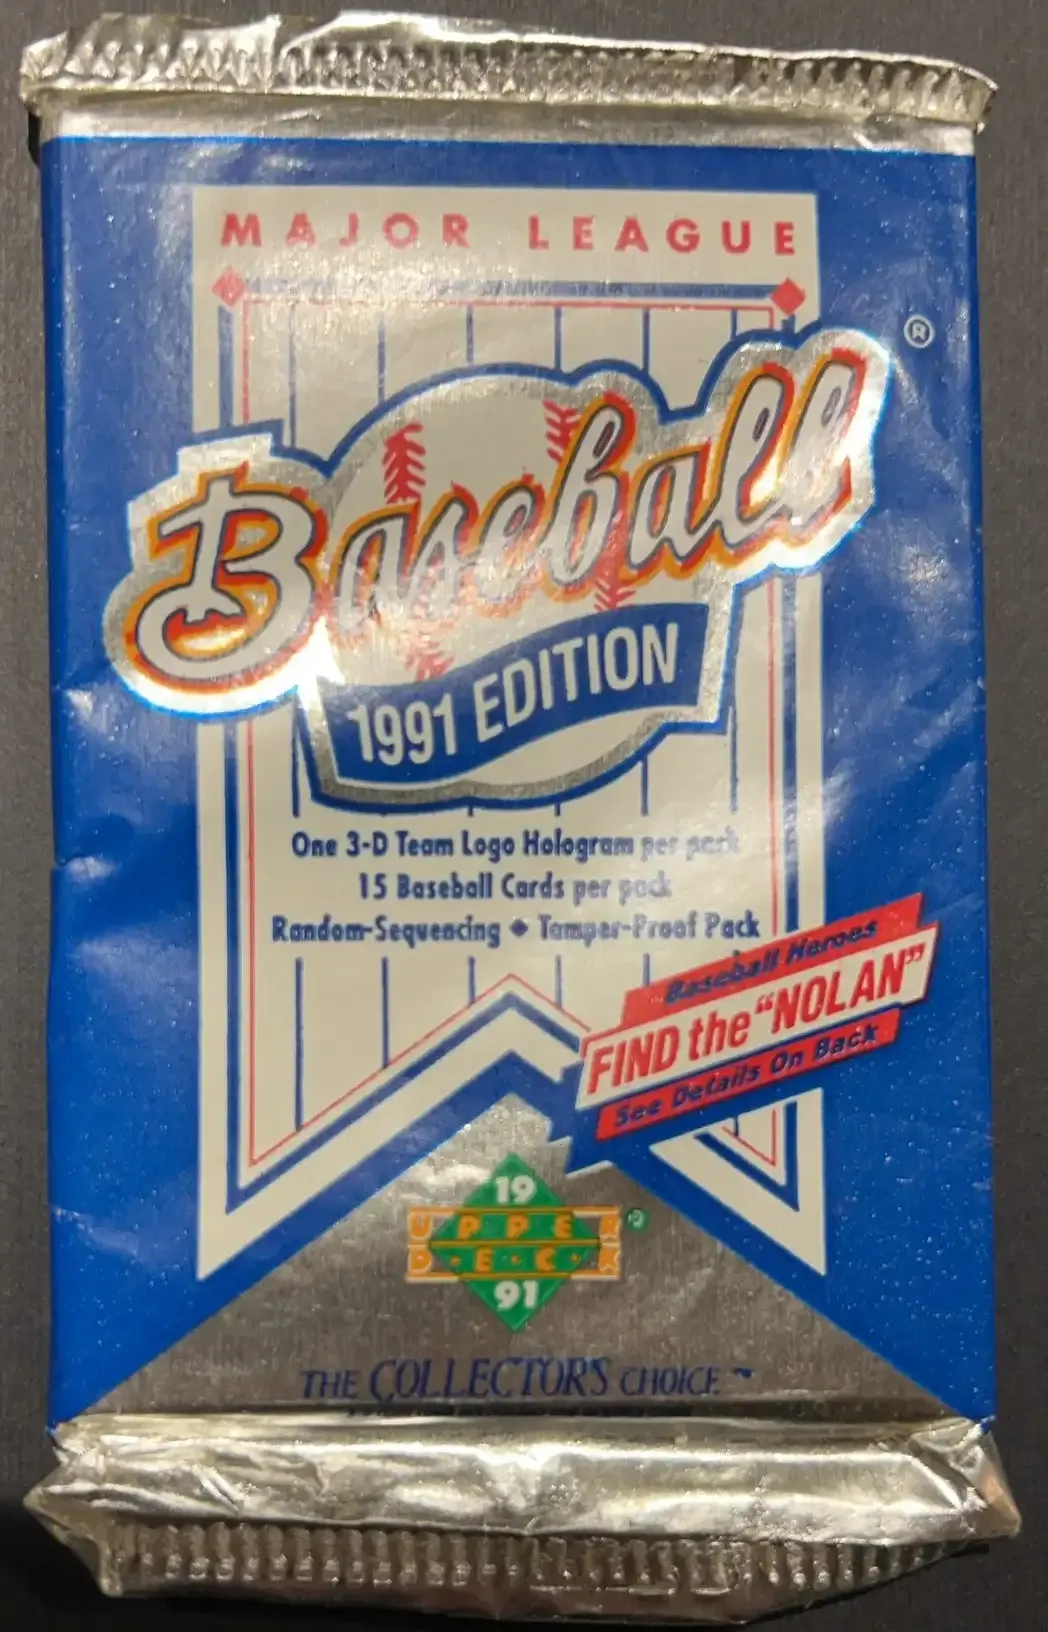 MAJOR LEAGUE
®
Baseball
1991 EDITION
One 3-D Team Logo Hologram per pack
15 Baseball Cards per pack
Random-Sequencing ◆ Tamper-Proof Pack
Baseball Heroes
FIND the "NOLAN"
See Details On Back
19
UPPER ®
D·E·C·K
91
THE COLLECTOR'S CHOICE ™